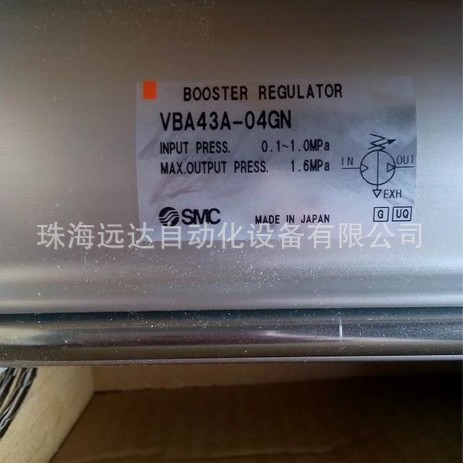 BOOSTER REGULATOR
VBA43A-04GN
INPUT PRESS. 0.1~1.0MPa
MAX.OUTPUT PRESS. 1.6MPa
IN OUT
EXH
SMC MADE IN JAPAN
G UQ
珠海远达自动化设备有限公司